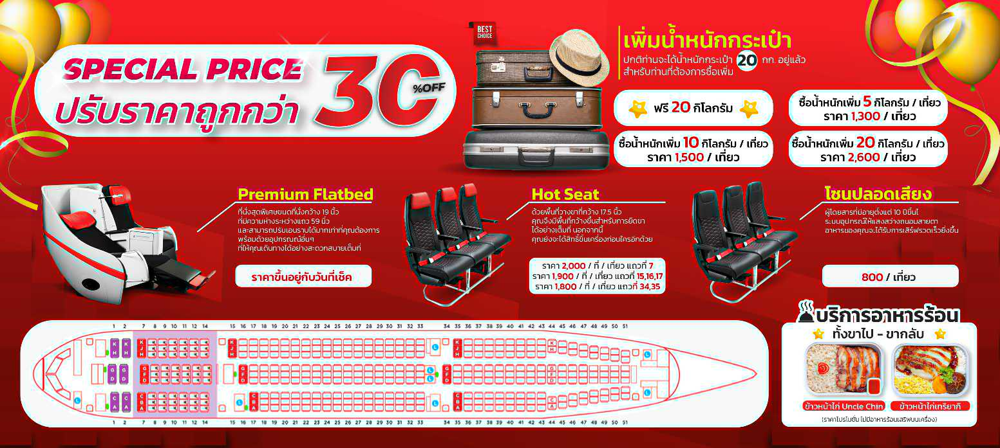 SPECIAL PRICE
ปรับราคาถูกกว่า
30
%OFF
BEST
CHOICE
เพิ่มน้ำหนักกระเป๋า
ปกติท่านจะได้น้ำหนักกระเป๋า 20 กก. อยู่แล้ว
สำหรับท่านที่ต้องการซื้อเพิ่ม
ฟรี 20 กิโลกรัม
ซื้อน้ำหนักเพิ่ม 5 กิโลกรัม / เที่ยว
ราคา 1,300 / เที่ยว
ซื้อน้ำหนักเพิ่ม 10 กิโลกรัม / เที่ยว
ราคา 1,500 / เที่ยว
ซื้อน้ำหนักเพิ่ม 20 กิโลกรัม / เที่ยว
ราคา 2,600 / เที่ยว
Premium Flatbed
ที่นั่งสุดพิเศษขนดที่นั่งกว้าง 19 นิ้ว
ที่มีความห่างระหว่างแถว 59 นิ้ว
และสามารถปรับเอนราบได้มากเท่าที่คุณต้องการ
พร้อมด้วยอุปกรณณ์อื่นๆ
ที่ให้คุณเดินทางได้อย่างสะดวกสบายเต็มที่
ราคาขึ้นอยู่กับวันที่เช็ค
Hot Seat
ด้วยพื้นที่วางขาที่กว้าง 17.5 นิ้ว
คุณจึงมีพื้นที่กว้างขึ้นสำหรับการยืดขา
ได้อย่างเต็มที่ นอกจากนี้
คุณยังจะได้สิทธิ์ขึ้นเครื่องก่อนใครอีกด้วย
ราคา 2,000 / ที่ / เที่ยว แถวที่ 7
ราคา 1,900 / ที่ / เที่ยว แถวที่ 15,16,17
ราคา 1,800 / ที่ / เที่ยว แถวที่ 34,35
โซนปลอดเสียง
ผู้โดยสารที่มีอายุตั้งแต่ 10 ปีขึ้นไ
ระบบอุปกรณ์ให้แสงสว่างถนอมสายตา
อาหารของคุณจะได้รับการเสิร์ฟรวดเร็วยิ่งขึ้น
800 / เที่ยว
1 2 7 8 9 10 11 12 14 15 16 17 18 19 20 21 22 23 24 25 26 27 28 29 30 31 32 33 34 35 36 37 38 39 40 41 42 43 44 45 46 47 48 49 50 51
K K K K K K
J J J
H H H H H H
L L
G G G G G
F F F
D D D D D
L
L
C C C C C C
B B B
A A A A A A
L L L L
1 2 7 8 9 10 11 12 14 15 16 17 18 19 20 21 22 23 24 25 26 27 28 29 30 31 32 33 34 35 36 37 38 39 40 41 42 43 44 45 46 47 48 49 50 51
บริการอาหารร้อน
ทั้งขาไป - ขากลับ
ข้าวหน้าไก่ Uncle Chin
ข้าวหน้าไก่เทริยากิ
(ราคาโปรโมชั่น ไม่มีอาหารร้อนเสริฟบนเครื่อง)